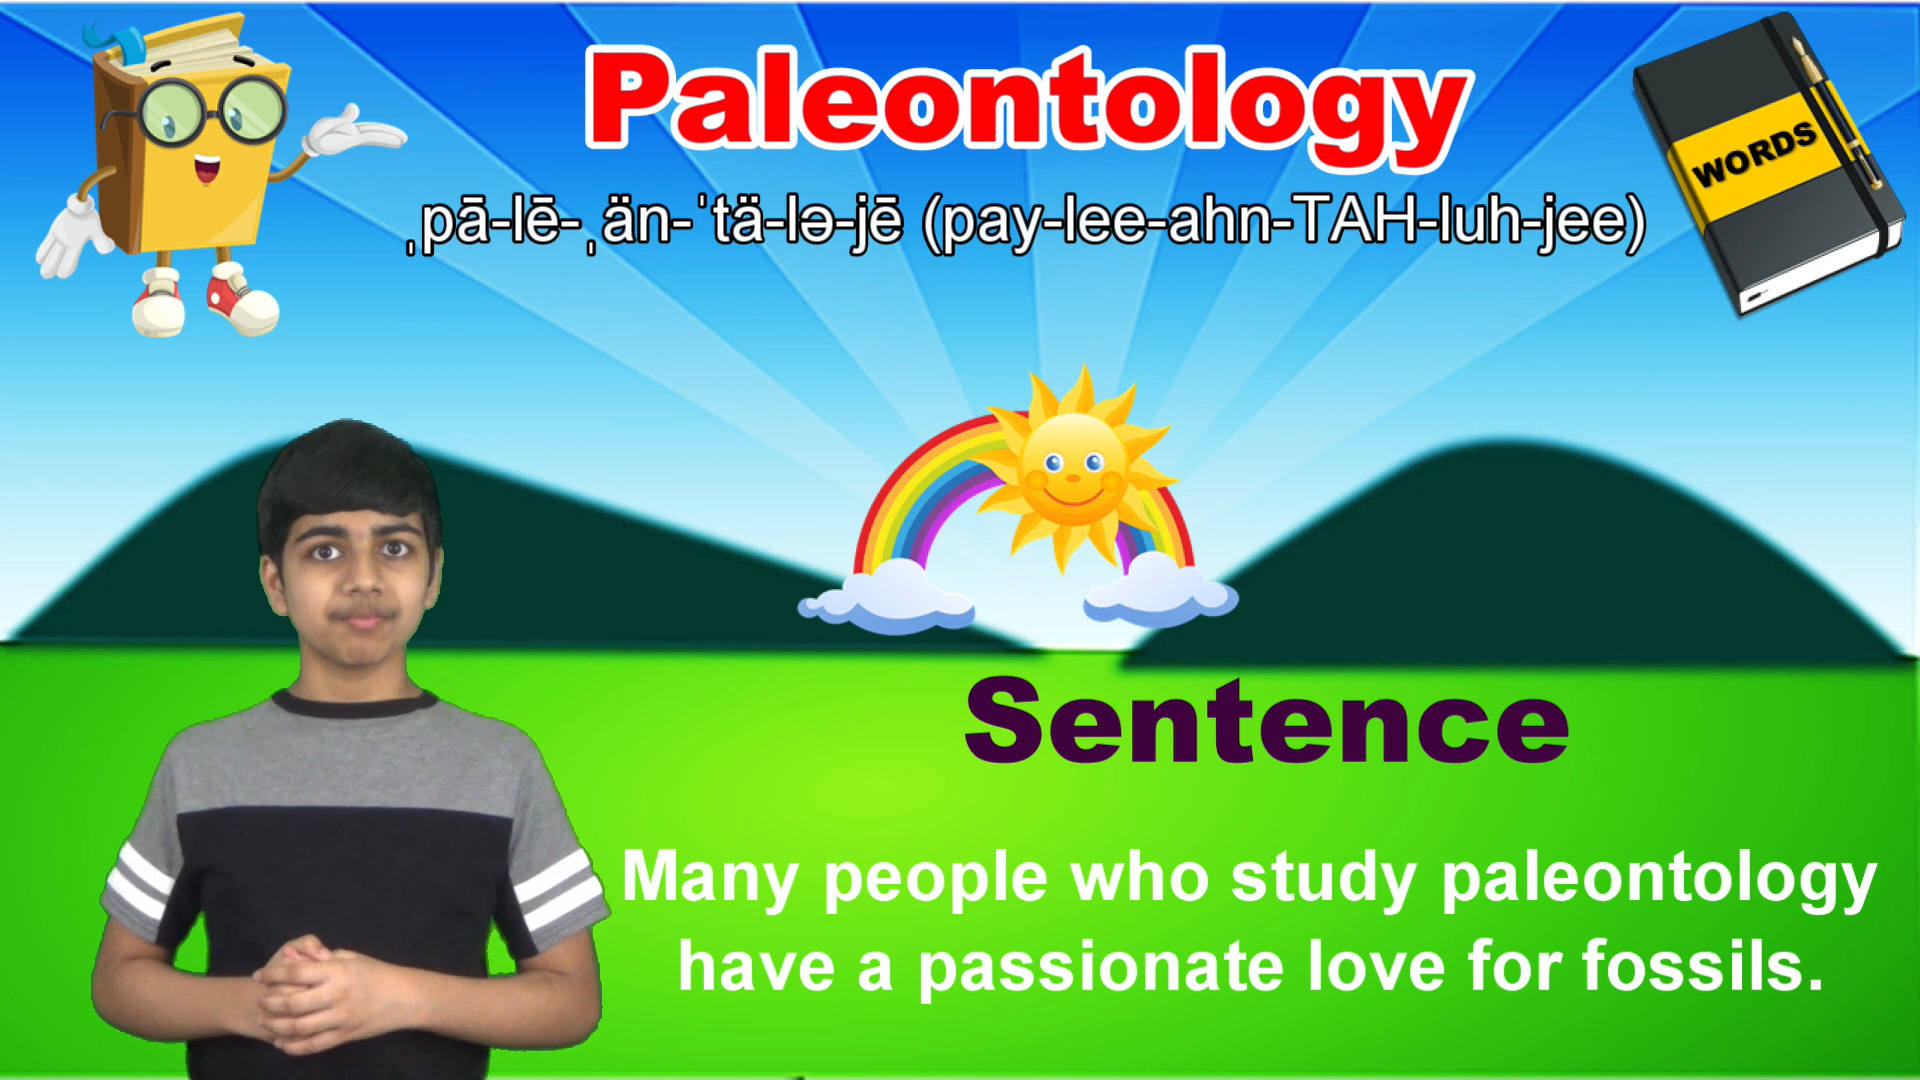 Paleontology
ˌpā-lē-ˌän-ˈtä-lə-jē (pay-lee-ahn-TAH-luh-jee)
WORDS
Sentence
Many people who study paleontology
have a passionate love for fossils.